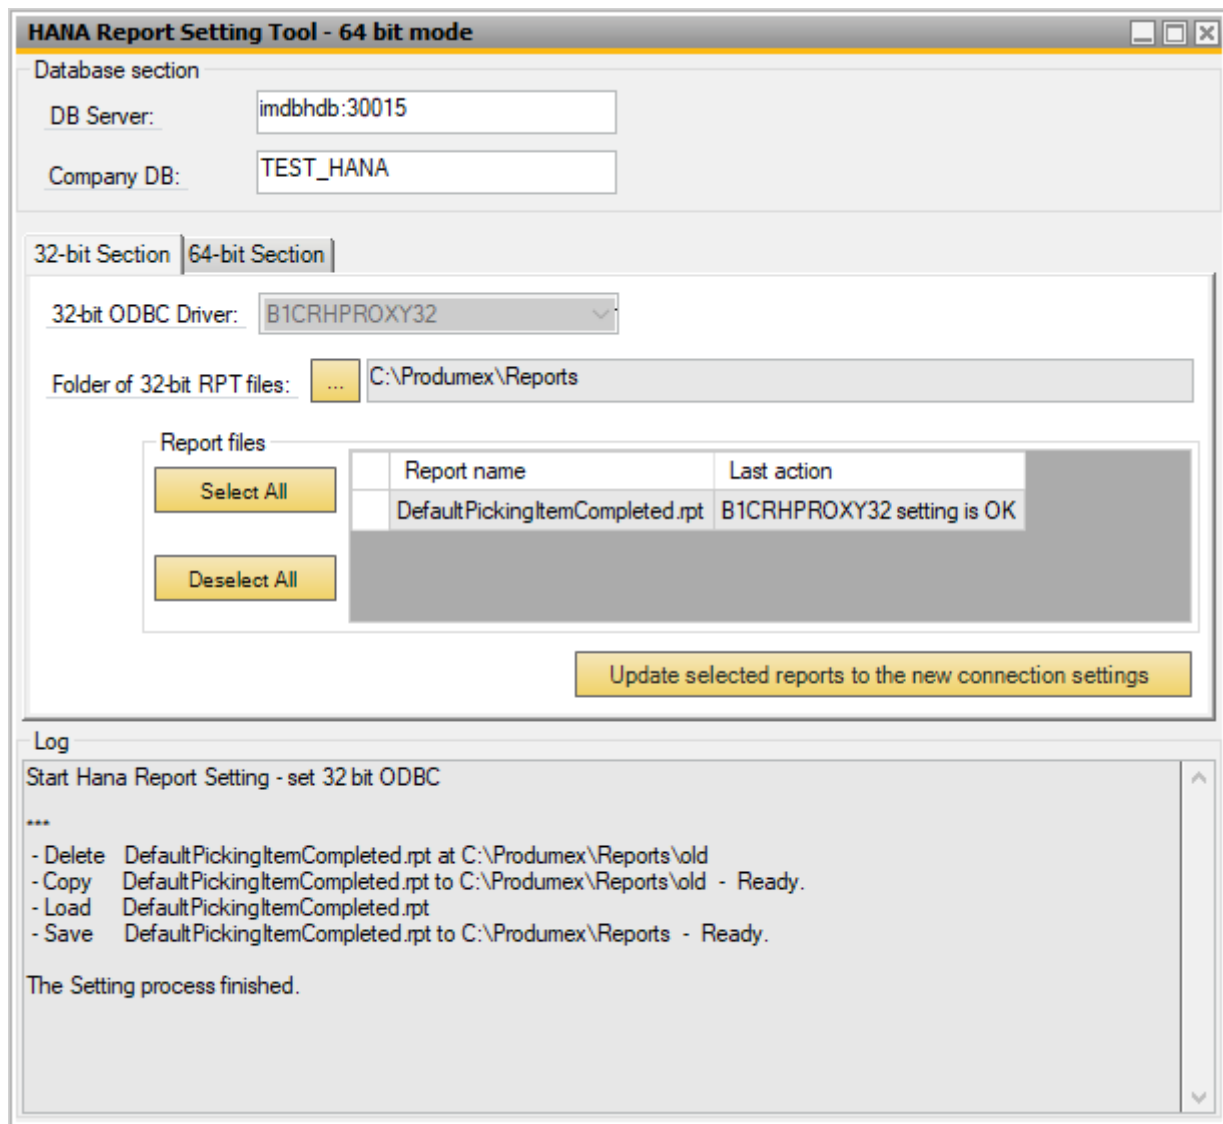 HANA Report Setting Tool - 64 bit mode
Database section
DB Server: imdbhdb:30015
Company DB: TEST_HANA
32-bit Section 64-bit Section
32-bit ODBC Driver: B1CRHPROXY32
Folder of 32-bit RPT files: ... C:\Produmex\Reports
Report files
Select All
Report name Last action
DefaultPickingItemCompleted.rpt B1CRHPROXY32 setting is OK
Deselect All
Update selected reports to the new connection settings
Log
Start Hana Report Setting - set 32 bit ODBC
***
- Delete DefaultPickingItemCompleted.rpt at C:\Produmex\Reports\old
- Copy DefaultPickingItemCompleted.rpt to C:\Produmex\Reports\old - Ready.
- Load DefaultPickingItemCompleted.rpt
- Save DefaultPickingItemCompleted.rpt to C:\Produmex\Reports - Ready.
The Setting process finished.